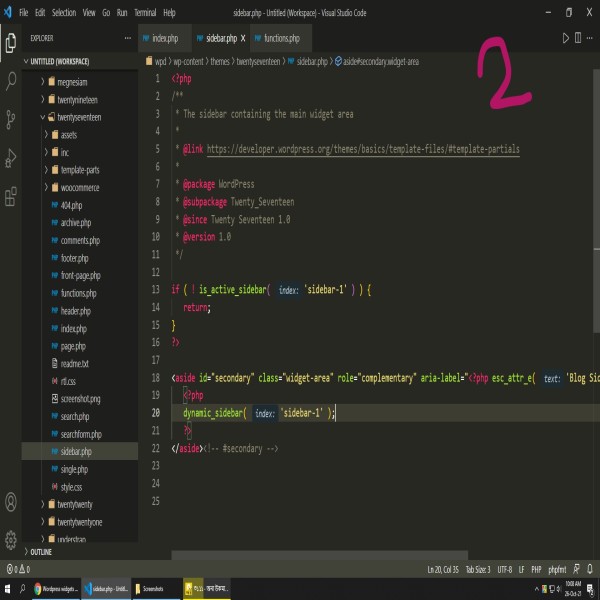 File Edit Selection View Go Run Terminal Help
sidebar.php - Untitled (Workspace) - Visual Studio Code
EXPLORER
UNTITLED (WORKSPACE)
megnesiam
twentynineteen
twentyseventeen
assets
inc
template-parts
woocommerce
404.php
archive.php
comments.php
footer.php
front-page.php
functions.php
header.php
index.php
page.php
readme.txt
rtl.css
screenshot.png
search.php
searchform.php
sidebar.php
single.php
style.css
twentytwenty
twentytwentyone
understrap
OUTLINE
index.php sidebar.php functions.php
wpd > wp-content > themes > twentyseventeen > sidebar.php > aside#secondary.widget-area
2
1 <?php
2 /**
3 * The sidebar containing the main widget area
4 *
5 * @link https://developer.wordpress.org/themes/basics/template-files/#template-partials
6 *
7 * @package WordPress
8 * @subpackage Twenty_Seventeen
9 * @since Twenty Seventeen 1.0
10 * @version 1.0
11 */
12
13 if ( ! is_active_sidebar( index: 'sidebar-1' ) ) {
14 return;
15 }
16 ?>
17
18 <aside id="secondary" class="widget-area" role="complementary" aria-label="<?php esc_attr_e( text: 'Blog Sid
19 <?php
20 dynamic_sidebar( index: 'sidebar-1' );
21 ?>
22 </aside><!-- #secondary -->
23
24
25
0 0 Ln 20, Col 35 Tab Size: 3 UTF-8 LF PHP phpfmt
Wordpress widgets ... sidebar.php - Untitl... Screenshots
10:08 AM
26-Oct-21